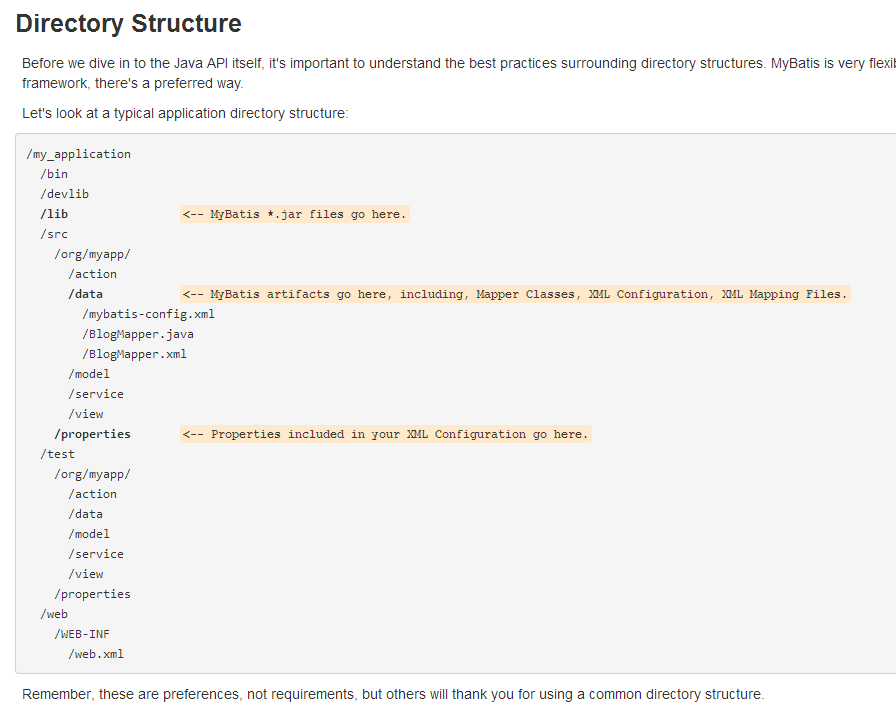 Directory Structure
Before we dive in to the Java API itself, it's important to understand the best practices surrounding directory structures. MyBatis is very
framework, there's a preferred way.
Let's look at a typical application directory structure:
/my_application
  /bin
  /devlib
  /lib                <-- MyBatis *.jar files go here.
  /src
    /org/myapp/
      /action
      /data           <-- MyBatis artifacts go here, including, Mapper Classes, XML Configuration, XML Mapping Files.
        /mybatis-config.xml
        /BlogMapper.java
        /BlogMapper.xml
      /model
      /service
      /view
    /properties       <-- Properties included in your XML Configuration go here.
  /test
    /org/myapp/
      /action
      /data
      /model
      /service
      /view
    /properties
  /web
    /WEB-INF
      /web.xml
Remember, these are preferences, not requirements, but others will thank you for using a common directory structure.